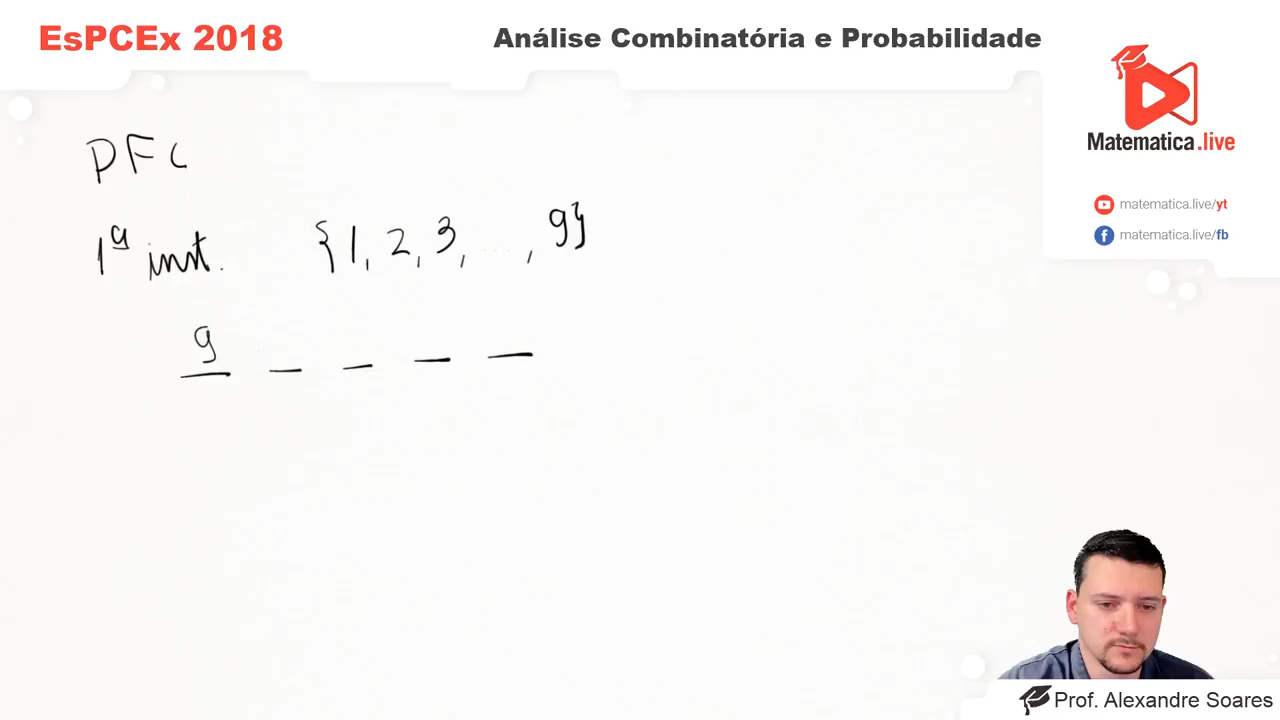 EsPCEx 2018
Análise Combinatória e Probabilidade
Matematica.live
matematica.live/yt
matematica.live/fb
PFC
1ª inst. {1, 2, 3, ..., 9}
9 _ _ _ _
Prof. Alexandre Soares